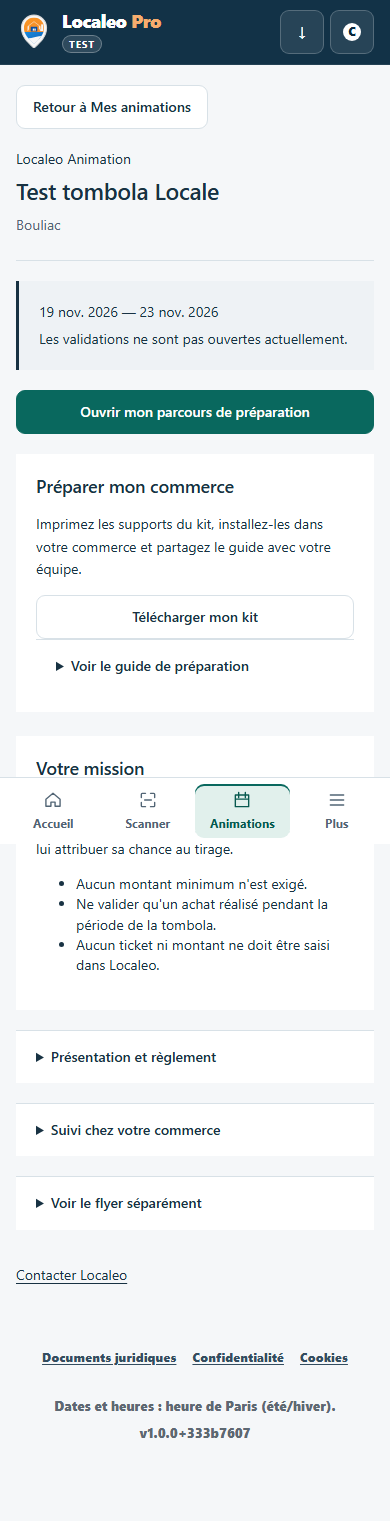 Localeo Pro
TEST
↓
C
Retour à Mes animations
Localeo Animation
Test tombola Locale
Bouliac
19 nov. 2026 — 23 nov. 2026
Les validations ne sont pas ouvertes actuellement.
Ouvrir mon parcours de préparation
Préparer mon commerce
Imprimez les supports du kit, installez-les dans
votre commerce et partagez le guide avec votre
équipe.
Télécharger mon kit
Voir le guide de préparation
Votre mission
Accueil
Scanner
Animations
Plus
lui attribuer sa chance au tirage.
Aucun montant minimum n'est exigé.
Ne valider qu'un achat réalisé pendant la
période de la tombola.
Aucun ticket ni montant ne doit être saisi
dans Localeo.
Présentation et règlement
Suivi chez votre commerce
Voir le flyer séparément
Contacter Localeo
Documents juridiques Confidentialité Cookies
Dates et heures : heure de Paris (été/hiver).
v1.0.0+333b7607